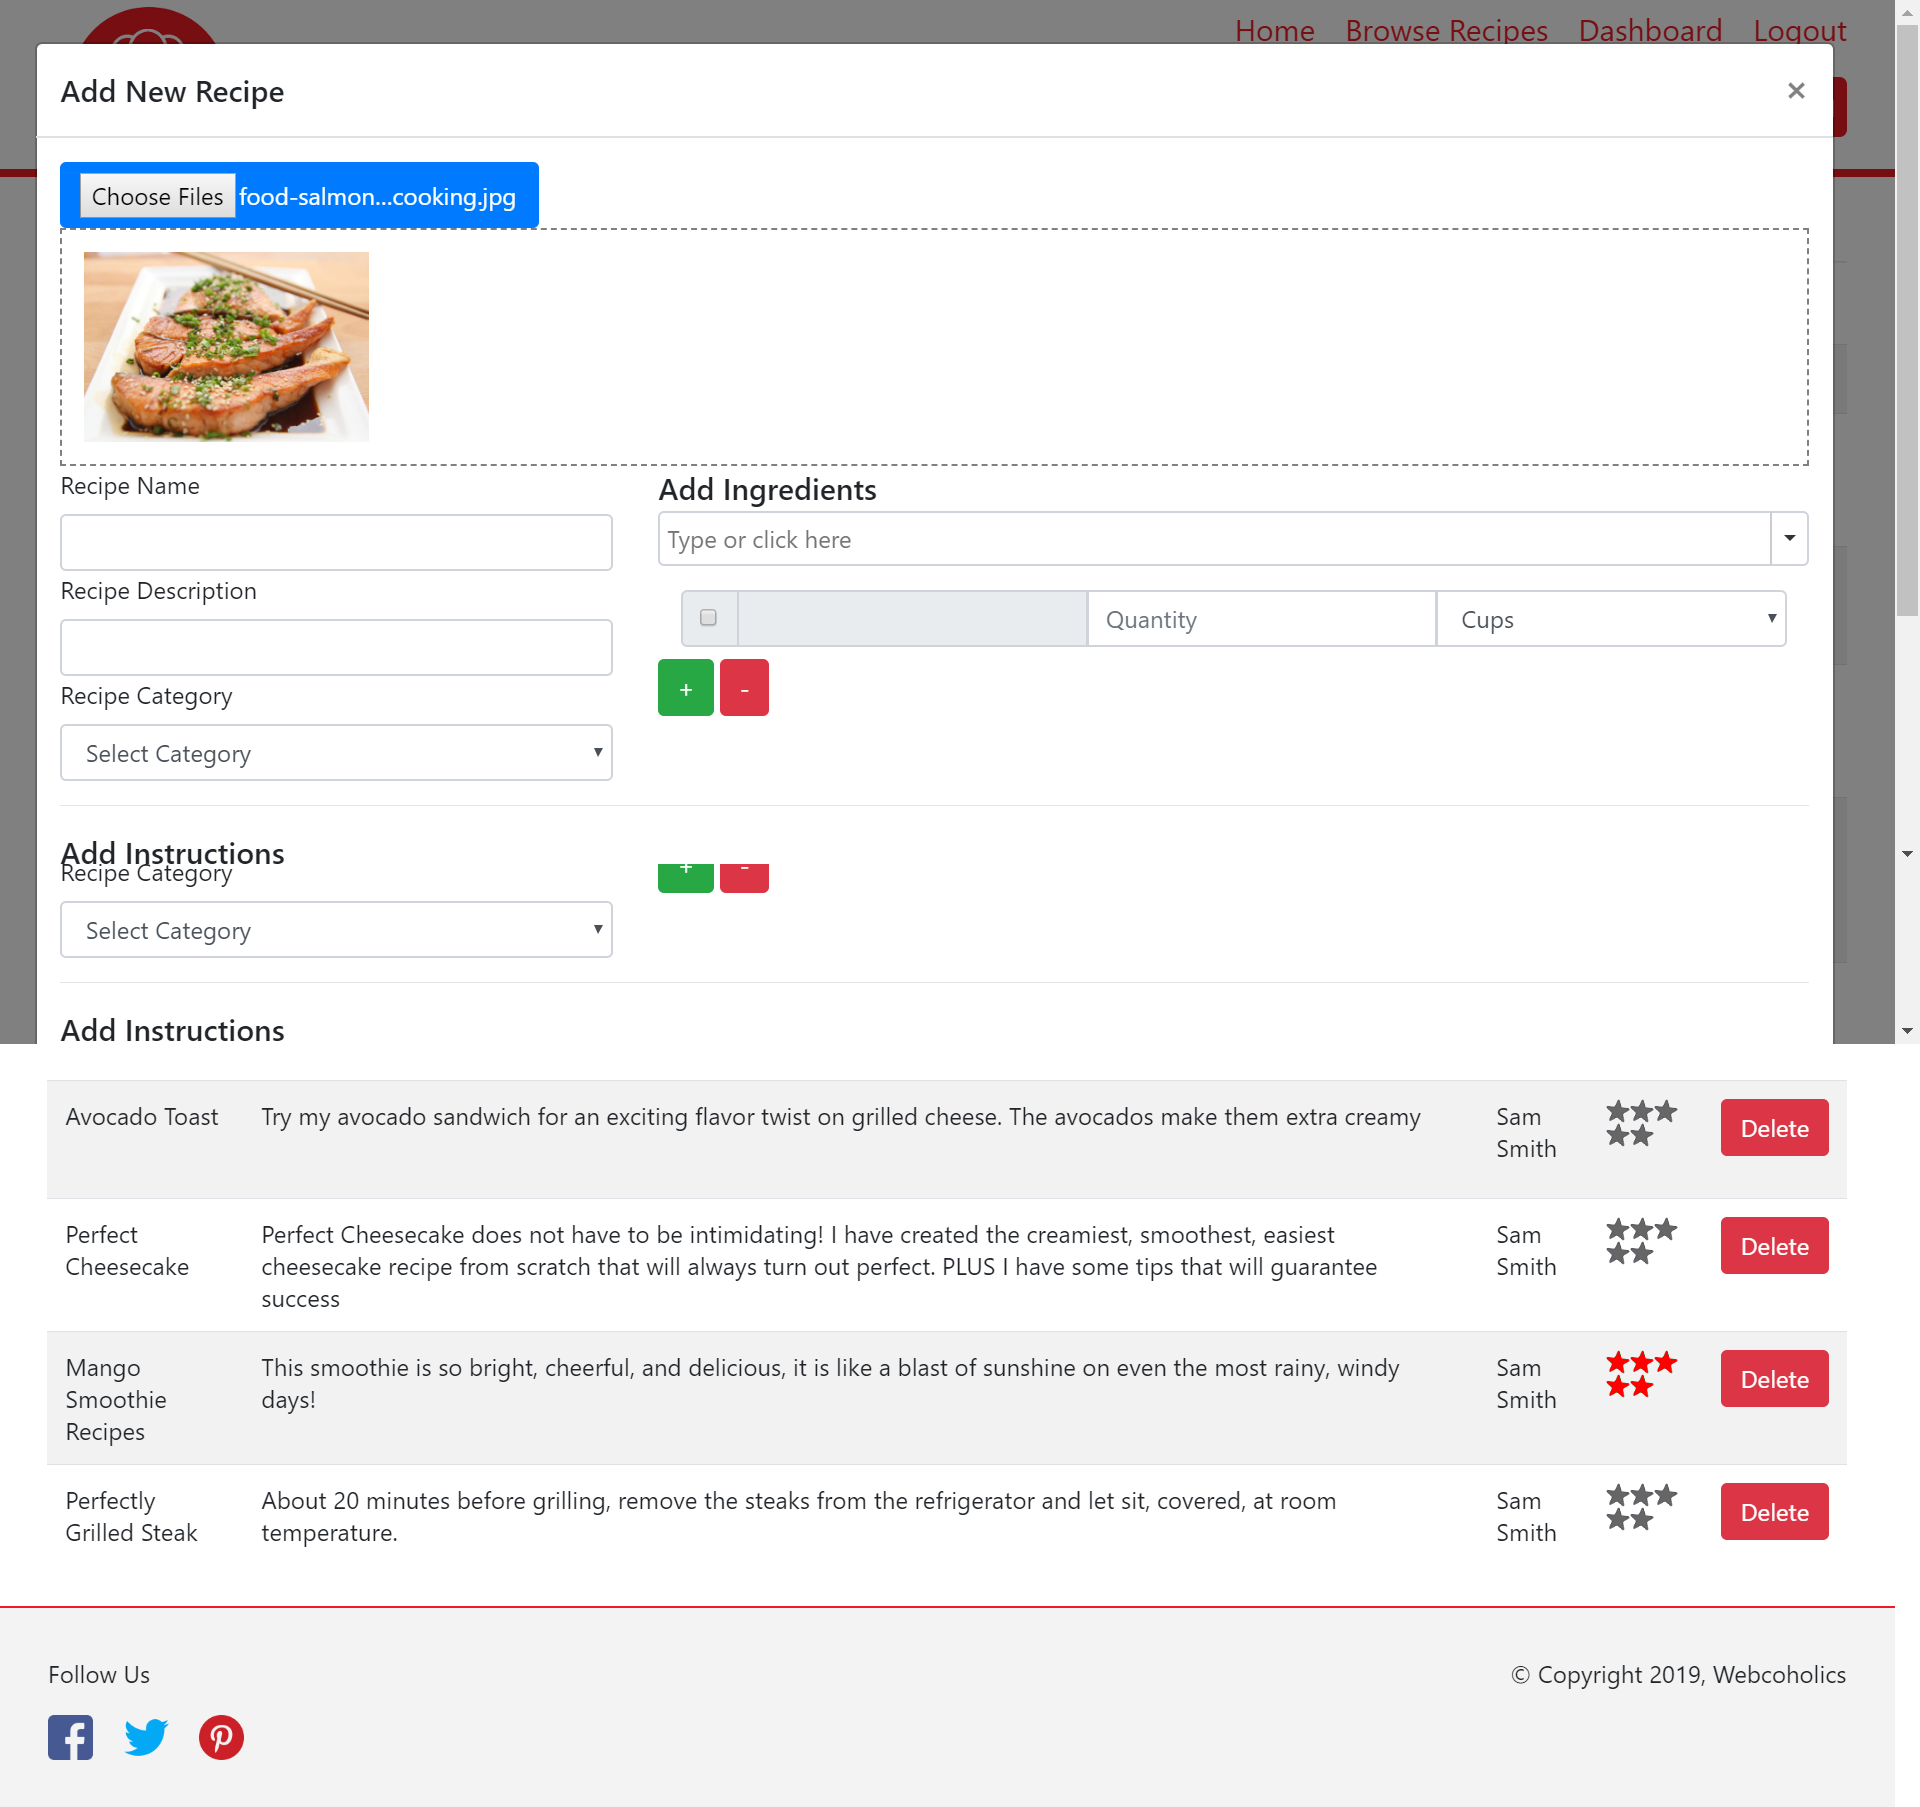 Home Browse Recipes Dashboard Logout
Add New Recipe ×
Choose Files food-salmon...cooking.jpg
Recipe Name
Recipe Description
Recipe Category
Select Category
Add Ingredients
Type or click here
Quantity Cups
+ -
Add Instructions
Recipe Category
+ -
Select Category
Add Instructions
Avocado Toast
Try my avocado sandwich for an exciting flavor twist on grilled cheese. The avocados make them extra creamy
Sam
Smith
Delete
Perfect
Cheesecake
Perfect Cheesecake does not have to be intimidating! I have created the creamiest, smoothest, easiest
cheesecake recipe from scratch that will always turn out perfect. PLUS I have some tips that will guarantee
success
Sam
Smith
Delete
Mango
Smoothie
Recipes
This smoothie is so bright, cheerful, and delicious, it is like a blast of sunshine on even the most rainy, windy
days!
Sam
Smith
Delete
Perfectly
Grilled Steak
About 20 minutes before grilling, remove the steaks from the refrigerator and let sit, covered, at room
temperature.
Sam
Smith
Delete
Follow Us
© Copyright 2019, Webcoholics